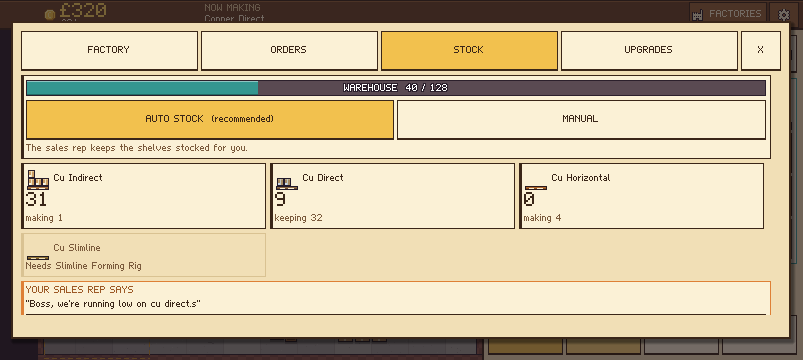 £320
NOW MAKING
Copper Direct
FACTORIES
FACTORY
ORDERS
STOCK
UPGRADES
X
WAREHOUSE 40 / 128
AUTO STOCK (recommended)
MANUAL
The sales rep keeps the shelves stocked for you.
Cu Indirect
31
making 1
Cu Direct
9
keeping 32
Cu Horizontal
0
making 4
Cu Slimline
Needs Slimline Forming Rig
YOUR SALES REP SAYS
"Boss, we're running low on cu direct.s"